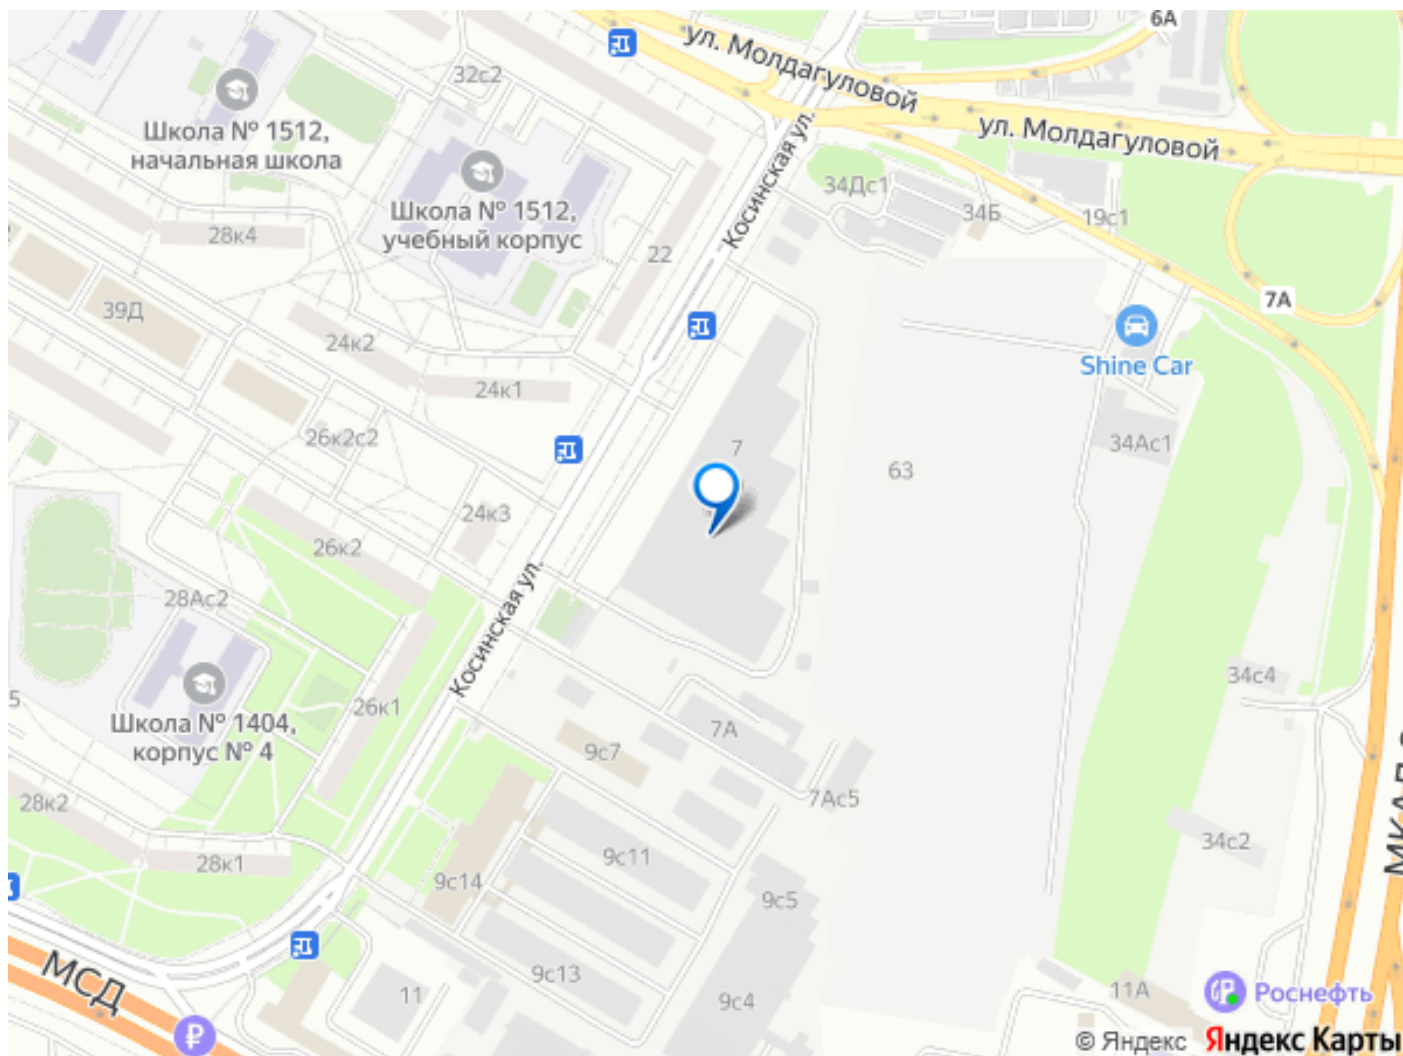 6А
ул. Молдагуловой
ул. Молдагуловой
32с2
Школа № 1512,
начальная школа
Косинская ул.
34Дс1
Школа № 1512,
учебный корпус
34Б
19с1
28к4
22
7А
39Д
24к2
Shine Car
24к1
26к2с2
7
34Ас1
63
24к3
26к2
Косинская ул.
28Ас2
34с4
5
26к1
Школа № 1404,
корпус № 4
7А
9с7
28к2
7Ас5
34с2
9с11
28к1
9с14
9с5
МСД
9с13
11
9с4
11А
Роснефть
© Яндекс Яндекс Карты